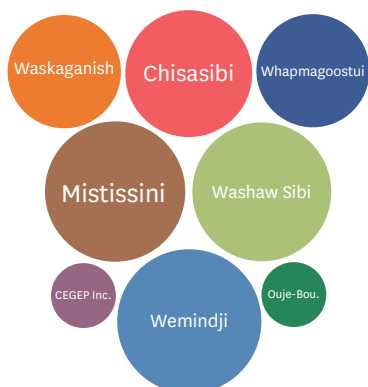 Waskaganish
Chisasibi
Whapmagoostui
Mistissini
Washaw Sibi
CEGEP Inc.
Ouje-Bou.
Wemindji